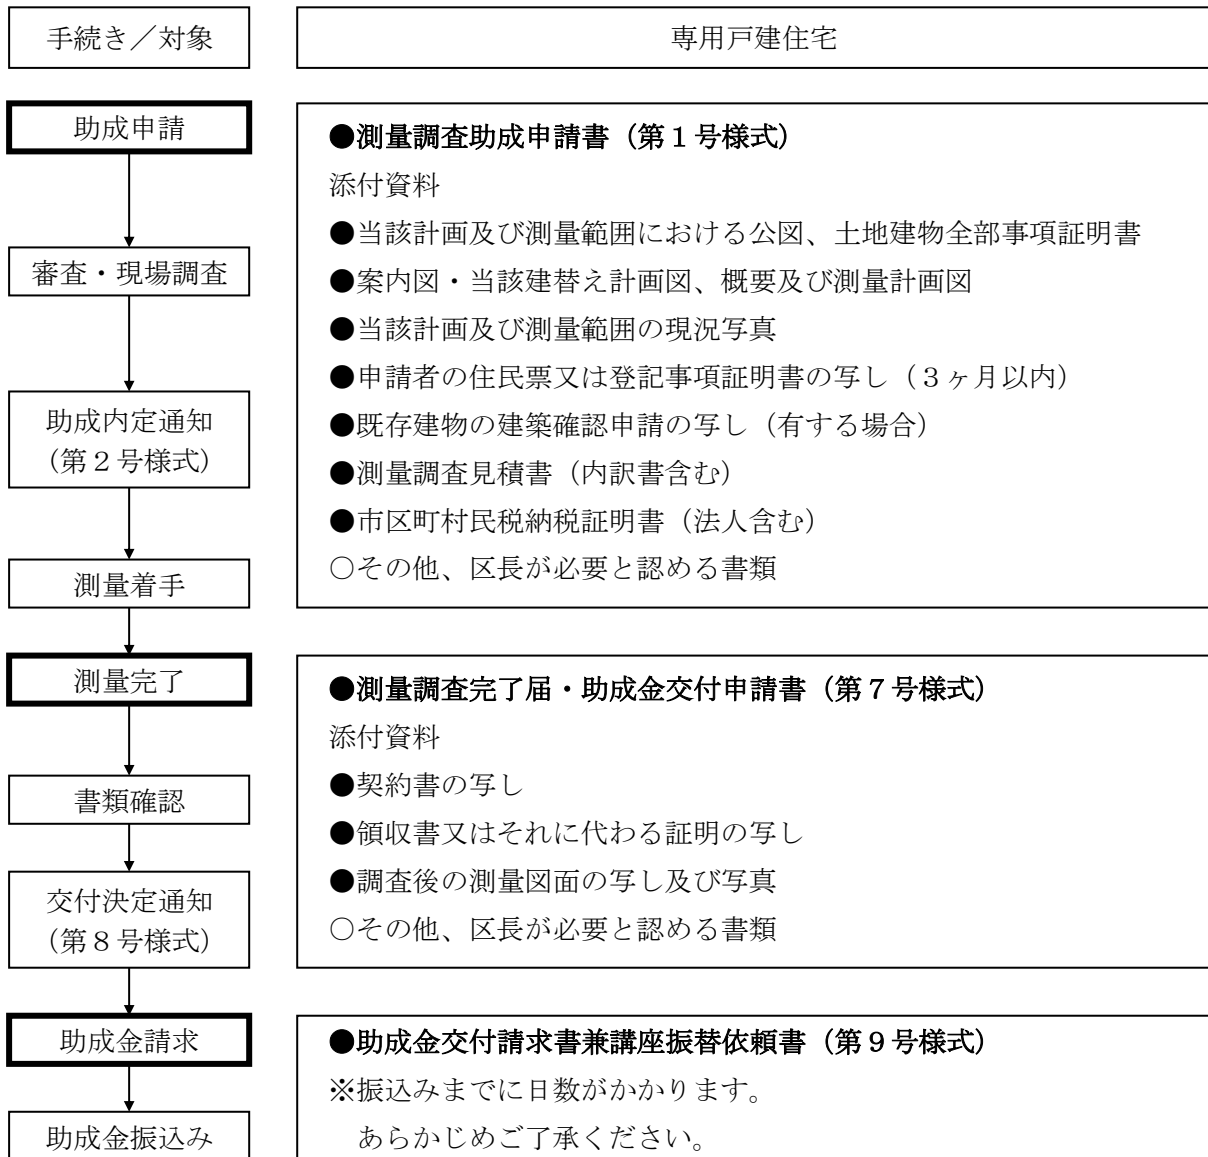 手続き／対象
専用戸建住宅
助成申請
●測量調査助成申請書（第１号様式）
添付資料
●当該計画及び測量範囲における公図、土地建物全部事項証明書
●案内図・当該建替え計画図、概要及び測量計画図
●当該計画及び測量範囲の現況写真
●申請者の住民票又は登記事項証明書の写し（３ヶ月以内）
●既存建物の建築確認申請の写し（有する場合）
●測量調査見積書（内訳書含む）
●市区町村民税納税証明書（法人含む）
○その他、区長が必要と認める書類
審査・現場調査
助成内定通知
（第２号様式）
測量着手
測量完了
●測量調査完了届・助成金交付申請書（第７号様式）
添付資料
●契約書の写し
●領収書又はそれに代わる証明の写し
●調査後の測量図面の写し及び写真
○その他、区長が必要と認める書類
書類確認
交付決定通知
（第８号様式）
助成金請求
●助成金交付請求書兼講座振替依頼書（第９号様式）
※振込みまでに日数がかかります。
あらかじめご了承ください。
助成金振込み